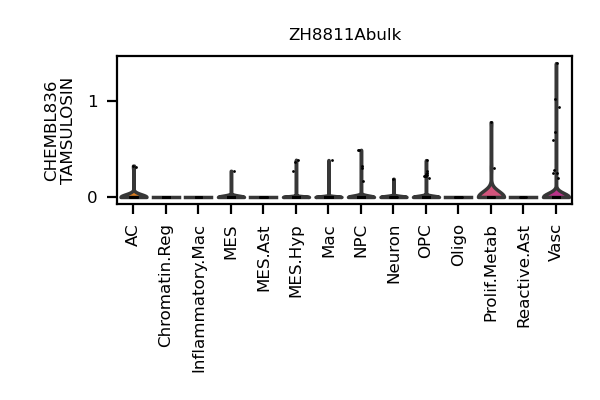 ZH8811Abulk
CHEMBL836
TAMSULOSIN
1
0
AC
Chromatin.Reg
Inflammatory.Mac
MES
MES.Ast
MES.Hyp
Mac
NPC
Neuron
OPC
Oligo
Prolif.Metab
Reactive.Ast
Vasc